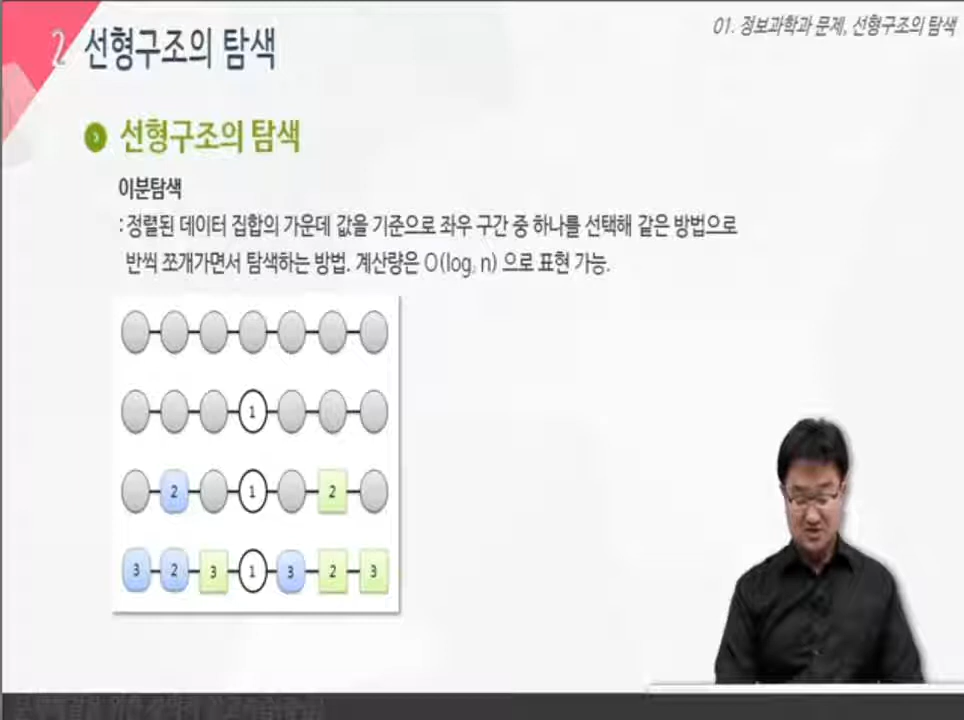 01. 정보과학과 문제, 선형구조의 탐색
2 선형구조의 탐색
선형구조의 탐색
이분탐색
: 정렬된 데이터 집합의 가운데 값을 기준으로 좌우 구간 중 하나를 선택해 같은 방법으로
반씩 쪼개가면서 탐색하는 방법. 계산량은 O(log, n) 으로 표현 가능.
1
2 1 2
3 2 3 1 3 2 3